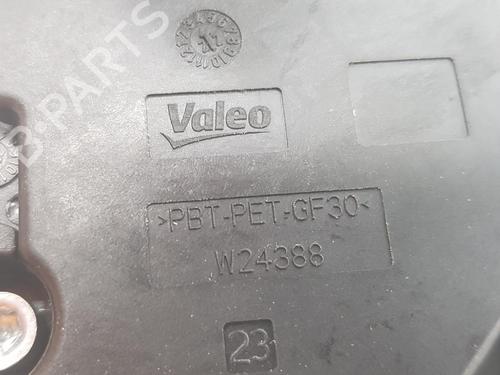 Valeo
>PBT-PET-GF30<
W24388
23
B-PARTS